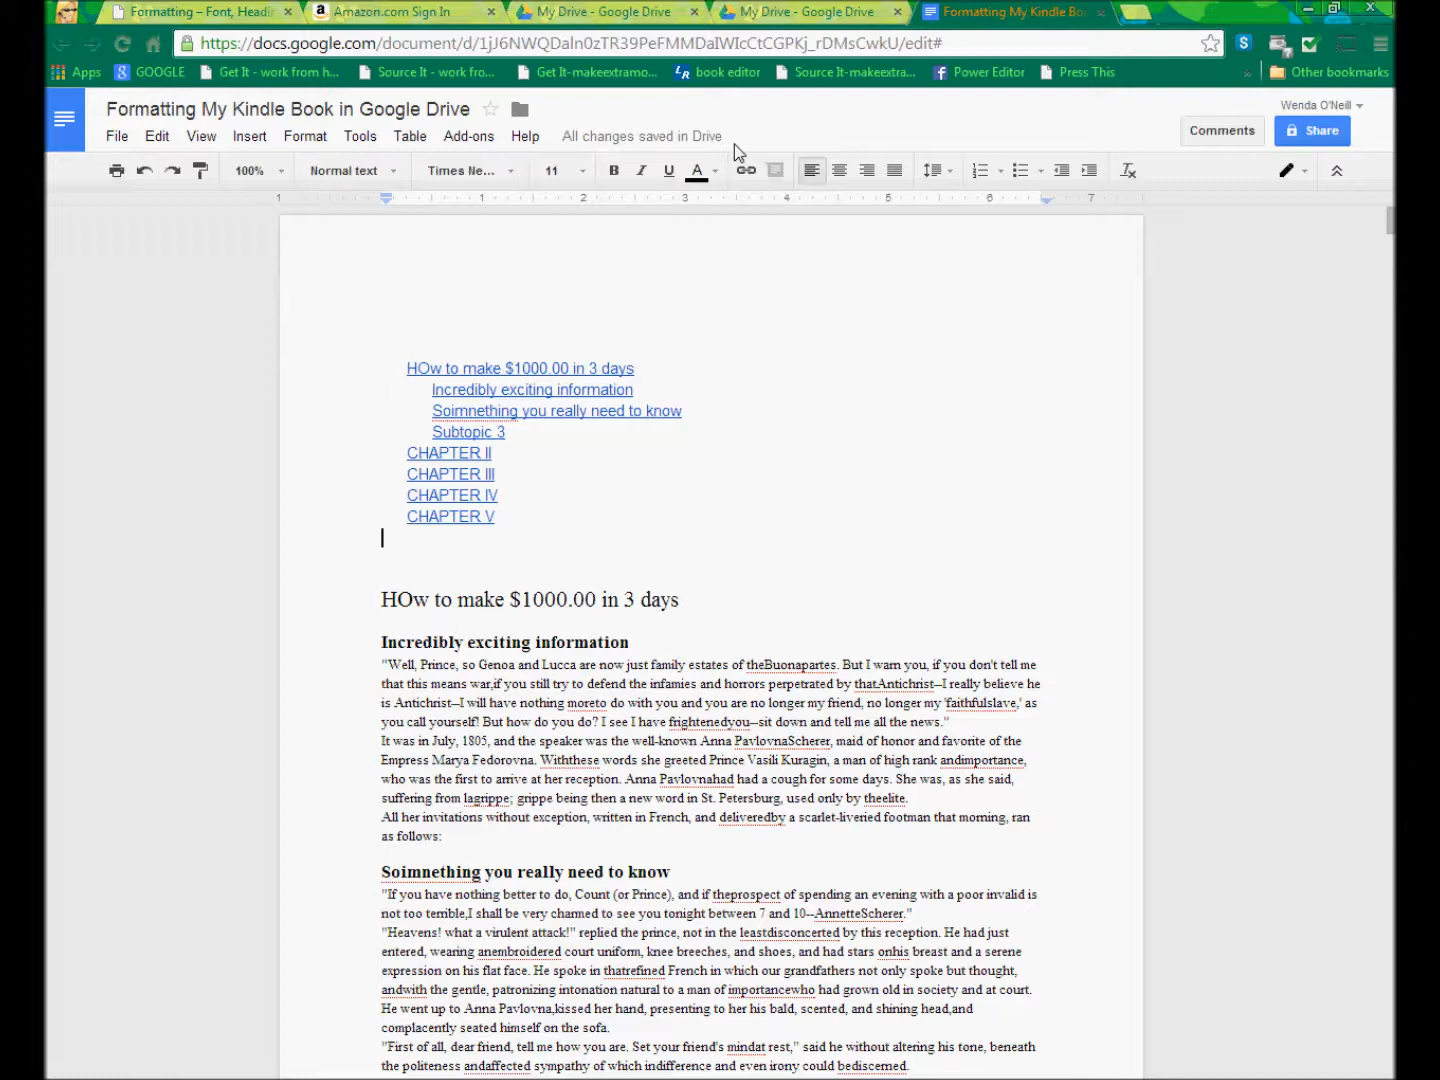 Formatting – Font, Headin Amazon.com Sign In My Drive - Google Drive My Drive - Google Drive Formatting My Kindle Bo
https://docs.google.com/document/d/1jJ6NWQDaln0zTR39PeFMMDaIWIcCtCGPKj_rDMsCwkU/edit#
Apps GOOGLE Get It - work from h... Source It - work fro... Get It-makeextramo... book editor Source It-makeextra... Power Editor Press This » Other bookmarks
Formatting My Kindle Book in Google Drive
Wenda O'Neill
File Edit View Insert Format Tools Table Add-ons Help All changes saved in Drive
Comments Share
100% Normal text Times Ne... 11 B I U A
1 1 2 3 4 5 6 7
HOw to make $1000.00 in 3 days
Incredibly exciting information
Soimnething you really need to know
Subtopic 3
CHAPTER II
CHAPTER III
CHAPTER IV
CHAPTER V
HOw to make $1000.00 in 3 days
Incredibly exciting information
"Well, Prince, so Genoa and Lucca are now just family estates of theBuonapartes. But I warn you, if you don't tell me
that this means war,if you still try to defend the infamies and horrors perpetrated by thatAntichrist--I really believe he
is Antichrist--I will have nothing moreto do with you and you are no longer my friend, no longer my 'faithfulslave,' as
you call yourself! But how do you do? I see I have frightenedyou--sit down and tell me all the news."
It was in July, 1805, and the speaker was the well-known Anna PavlovnaScherer, maid of honor and favorite of the
Empress Marya Fedorovna. Withthese words she greeted Prince Vasili Kuragin, a man of high rank andimportance,
who was the first to arrive at her reception. Anna Pavlovnahad had a cough for some days. She was, as she said,
suffering from lagrippe; grippe being then a new word in St. Petersburg, used only by theelite.
All her invitations without exception, written in French, and deliveredby a scarlet-liveried footman that morning, ran
as follows:
Soimnething you really need to know
"If you have nothing better to do, Count (or Prince), and if theprospect of spending an evening with a poor invalid is
not too terrible,I shall be very charmed to see you tonight between 7 and 10--AnnetteScherer."
"Heavens! what a virulent attack!" replied the prince, not in the leastdisconcerted by this reception. He had just
entered, wearing anembroidered court uniform, knee breeches, and shoes, and had stars onhis breast and a serene
expression on his flat face. He spoke in thatrefined French in which our grandfathers not only spoke but thought,
andwith the gentle, patronizing intonation natural to a man of importancewho had grown old in society and at court.
He went up to Anna Pavlovna,kissed her hand, presenting to her his bald, scented, and shining head,and
complacently seated himself on the sofa.
"First of all, dear friend, tell me how you are. Set your friend's mindat rest," said he without altering his tone, beneath
the politeness andaffected sympathy of which indifference and even irony could bediscerned.